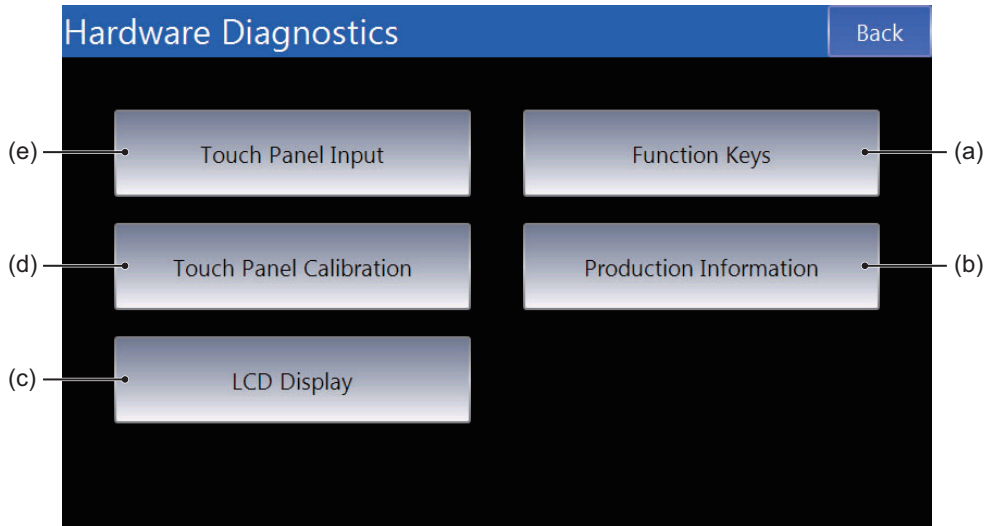 Hardware Diagnostics Back
(e) Touch Panel Input Function Keys (a)
(d) Touch Panel Calibration Production Information (b)
(c) LCD Display